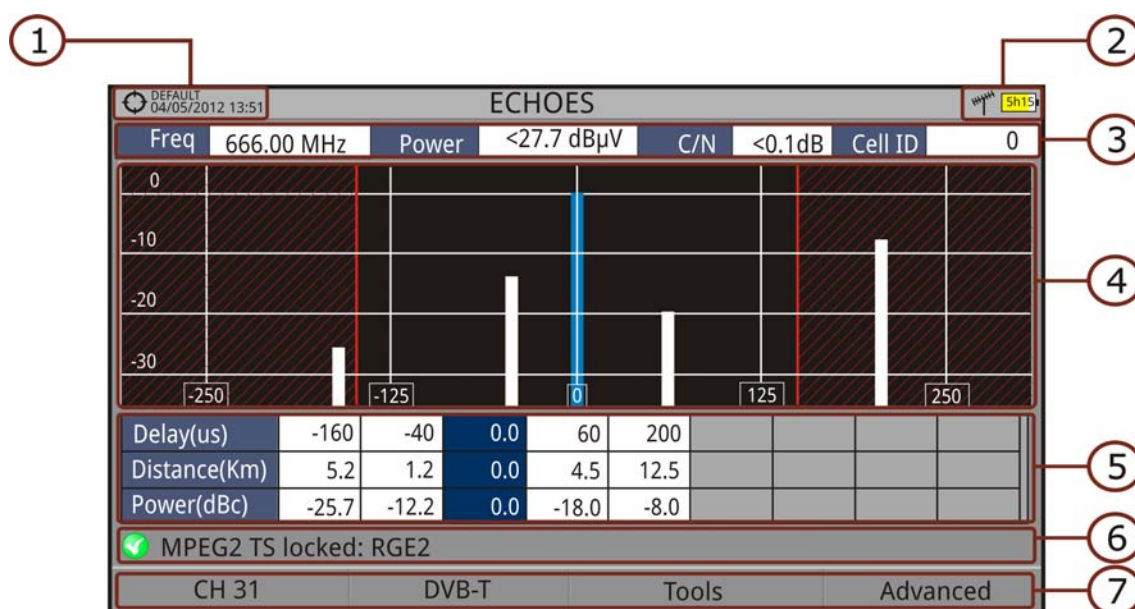 1
2
DEFAULT
04/05/2012 13:51
ECHOES
5h15
Freq 666.00 MHz Power <27.7 dBµV C/N <0.1dB Cell ID 0
3
0
-10
-20
-30
4
-250 -125 0 125 250
Delay(us) -160 -40 0.0 60 200
Distance(Km) 5.2 1.2 0.0 4.5 12.5
5
Power(dBc) -25.7 -12.2 0.0 -18.0 -8.0
MPEG2 TS locked: RGE2
6
CH 31 DVB-T Tools Advanced
7